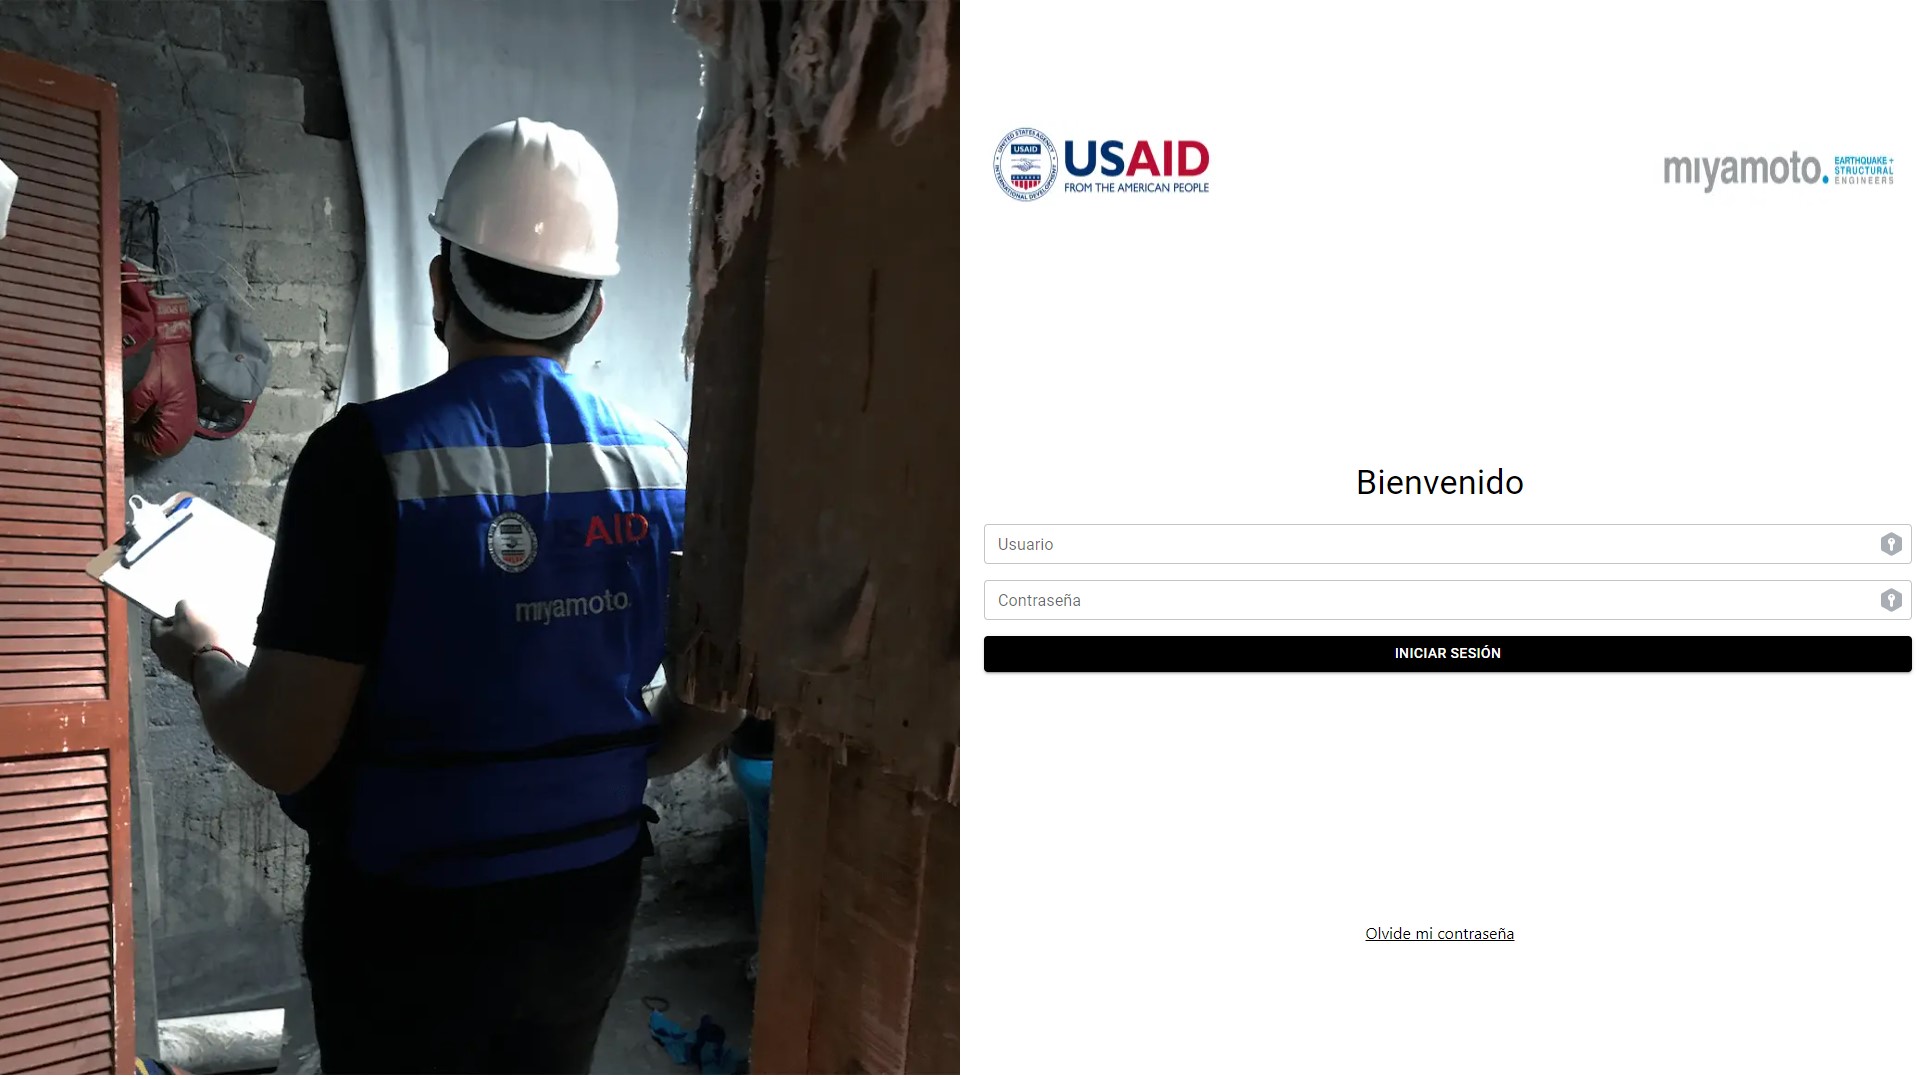 USAID
miyamoto.
UNITED STATES AGENCY
USAID
INTERNATIONAL DEVELOPMENT
USAID
FROM THE AMERICAN PEOPLE
miyamoto.
EARTHQUAKE +
STRUCTURAL
ENGINEERS
Bienvenido
Usuario
Contraseña
INICIAR SESIÓN
Olvide mi contraseña